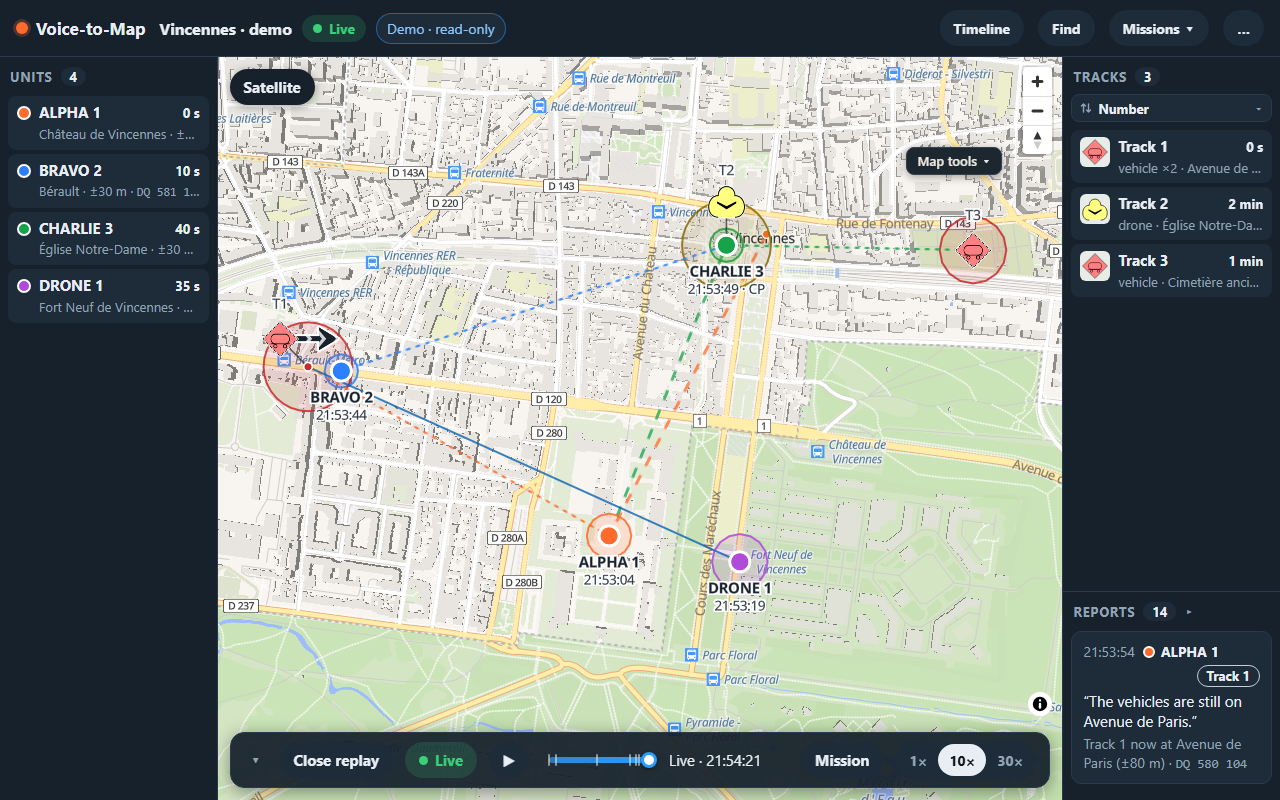 Voice-to-Map Vincennes · demo Live Demo · read-only Timeline Find Missions ...
UNITS 4
ALPHA 1 0 s
Château de Vincennes · ±...
BRAVO 2 10 s
Bérault · ±30 m · DQ 581 1...
CHARLIE 3 40 s
Église Notre-Dame · ±30 ...
DRONE 1 35 s
Fort Neuf de Vincennes · ...
Satellite
Map tools
Rue de Montreuil
Diderot - Silvestri
Rue de Montreuil
es Laitières
D 143
D 143A
Fraternité
D 143
D 220
T2
Rue de Fontenay
D 143
T3
CHARLIE 3
21:53:49 · CP
Vincennes RER
- République
Vincennes RER
T1
Avenue du Château
BRAVO 2
21:53:44
D 120
D 280
1
1
Château de
Vincennes
D 280A
D 280B
D 237
ALPHA 1
21:53:04
Cours des Maréchaux
Fort Neuf de
Vincennes
DRONE 1
21:53:19
Parc Floral
Parc Floral
Pyramide -
Close replay Live Live · 21:54:21 Mission 1× 10× 30×
TRACKS 3
Number
Track 1 0 s
vehicle ×2 · Avenue de ...
Track 2 2 min
drone · Église Notre-Da...
Track 3 1 min
vehicle · Cimetière anci...
REPORTS 14
21:53:54 ALPHA 1
Track 1
“The vehicles are still on
Avenue de Paris.”
Track 1 now at Avenue de
Paris (±80 m) · DQ 580 104